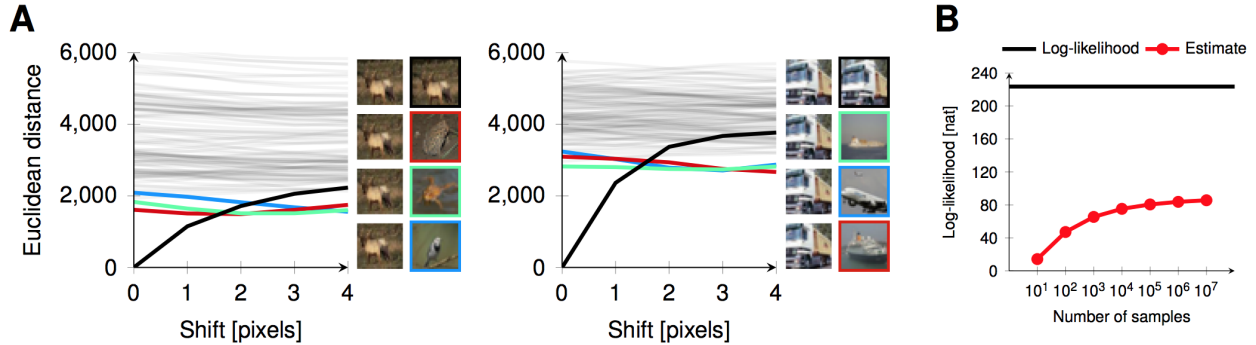 A
Euclidean distance
6,000
4,000
2,000
0
0 1 2 3 4
Shift [pixels]
6,000
4,000
2,000
0
0 1 2 3 4
Shift [pixels]
B
Log-likelihood Estimate
Log-likelihood [nat]
240
200
160
120
80
40
0
10¹ 10² 10³ 10⁴ 10⁵ 10⁶ 10⁷
Number of samples